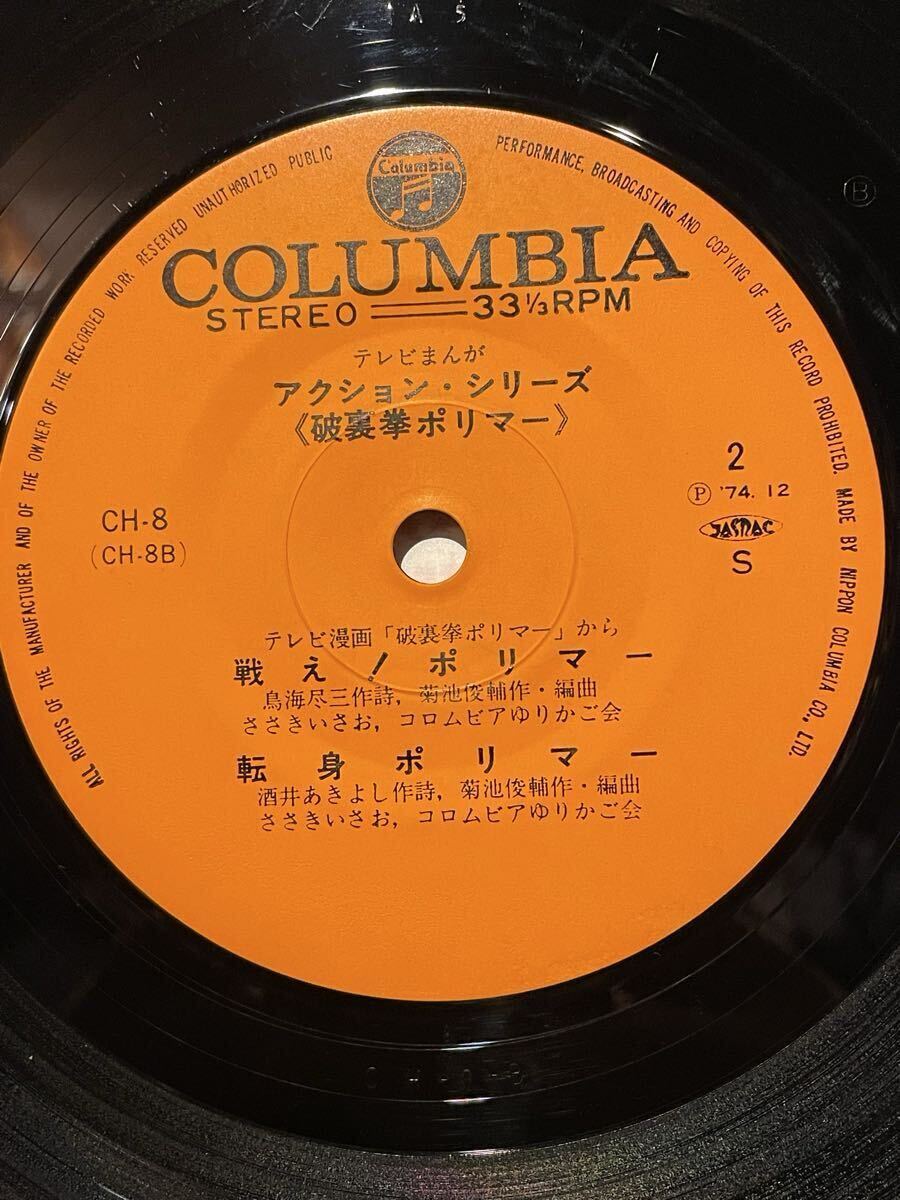 Columbia
COLUMBIA
STEREO 33⅓RPM
テレビまんが
アクション・シリーズ
《破裏拳ポリマー》
2
Ⓟ '74.12
JASRAC
S
CH-8
(CH-8B)
テレビ漫画「破裏拳ポリマー」から
戦え!ポリマー
鳥海尽三作詩, 菊池俊輔作・編曲
ささきいさお, コロムビアゆりかご会
転身ポリマー
酒井あきよし作詩, 菊池俊輔作・編曲
ささきいさお, コロムビアゆりかご会
ALL RIGHTS OF THE MANUFACTURER AND OF THE OWNER OF THE RECORDED WORK RESERVED UNAUTHORIZED PUBLIC PERFORMANCE, BROADCASTING AND COPYING OF THIS RECORD PROHIBITED. MADE BY NIPPON COLUMBIA CO., LTD.
Ⓑ